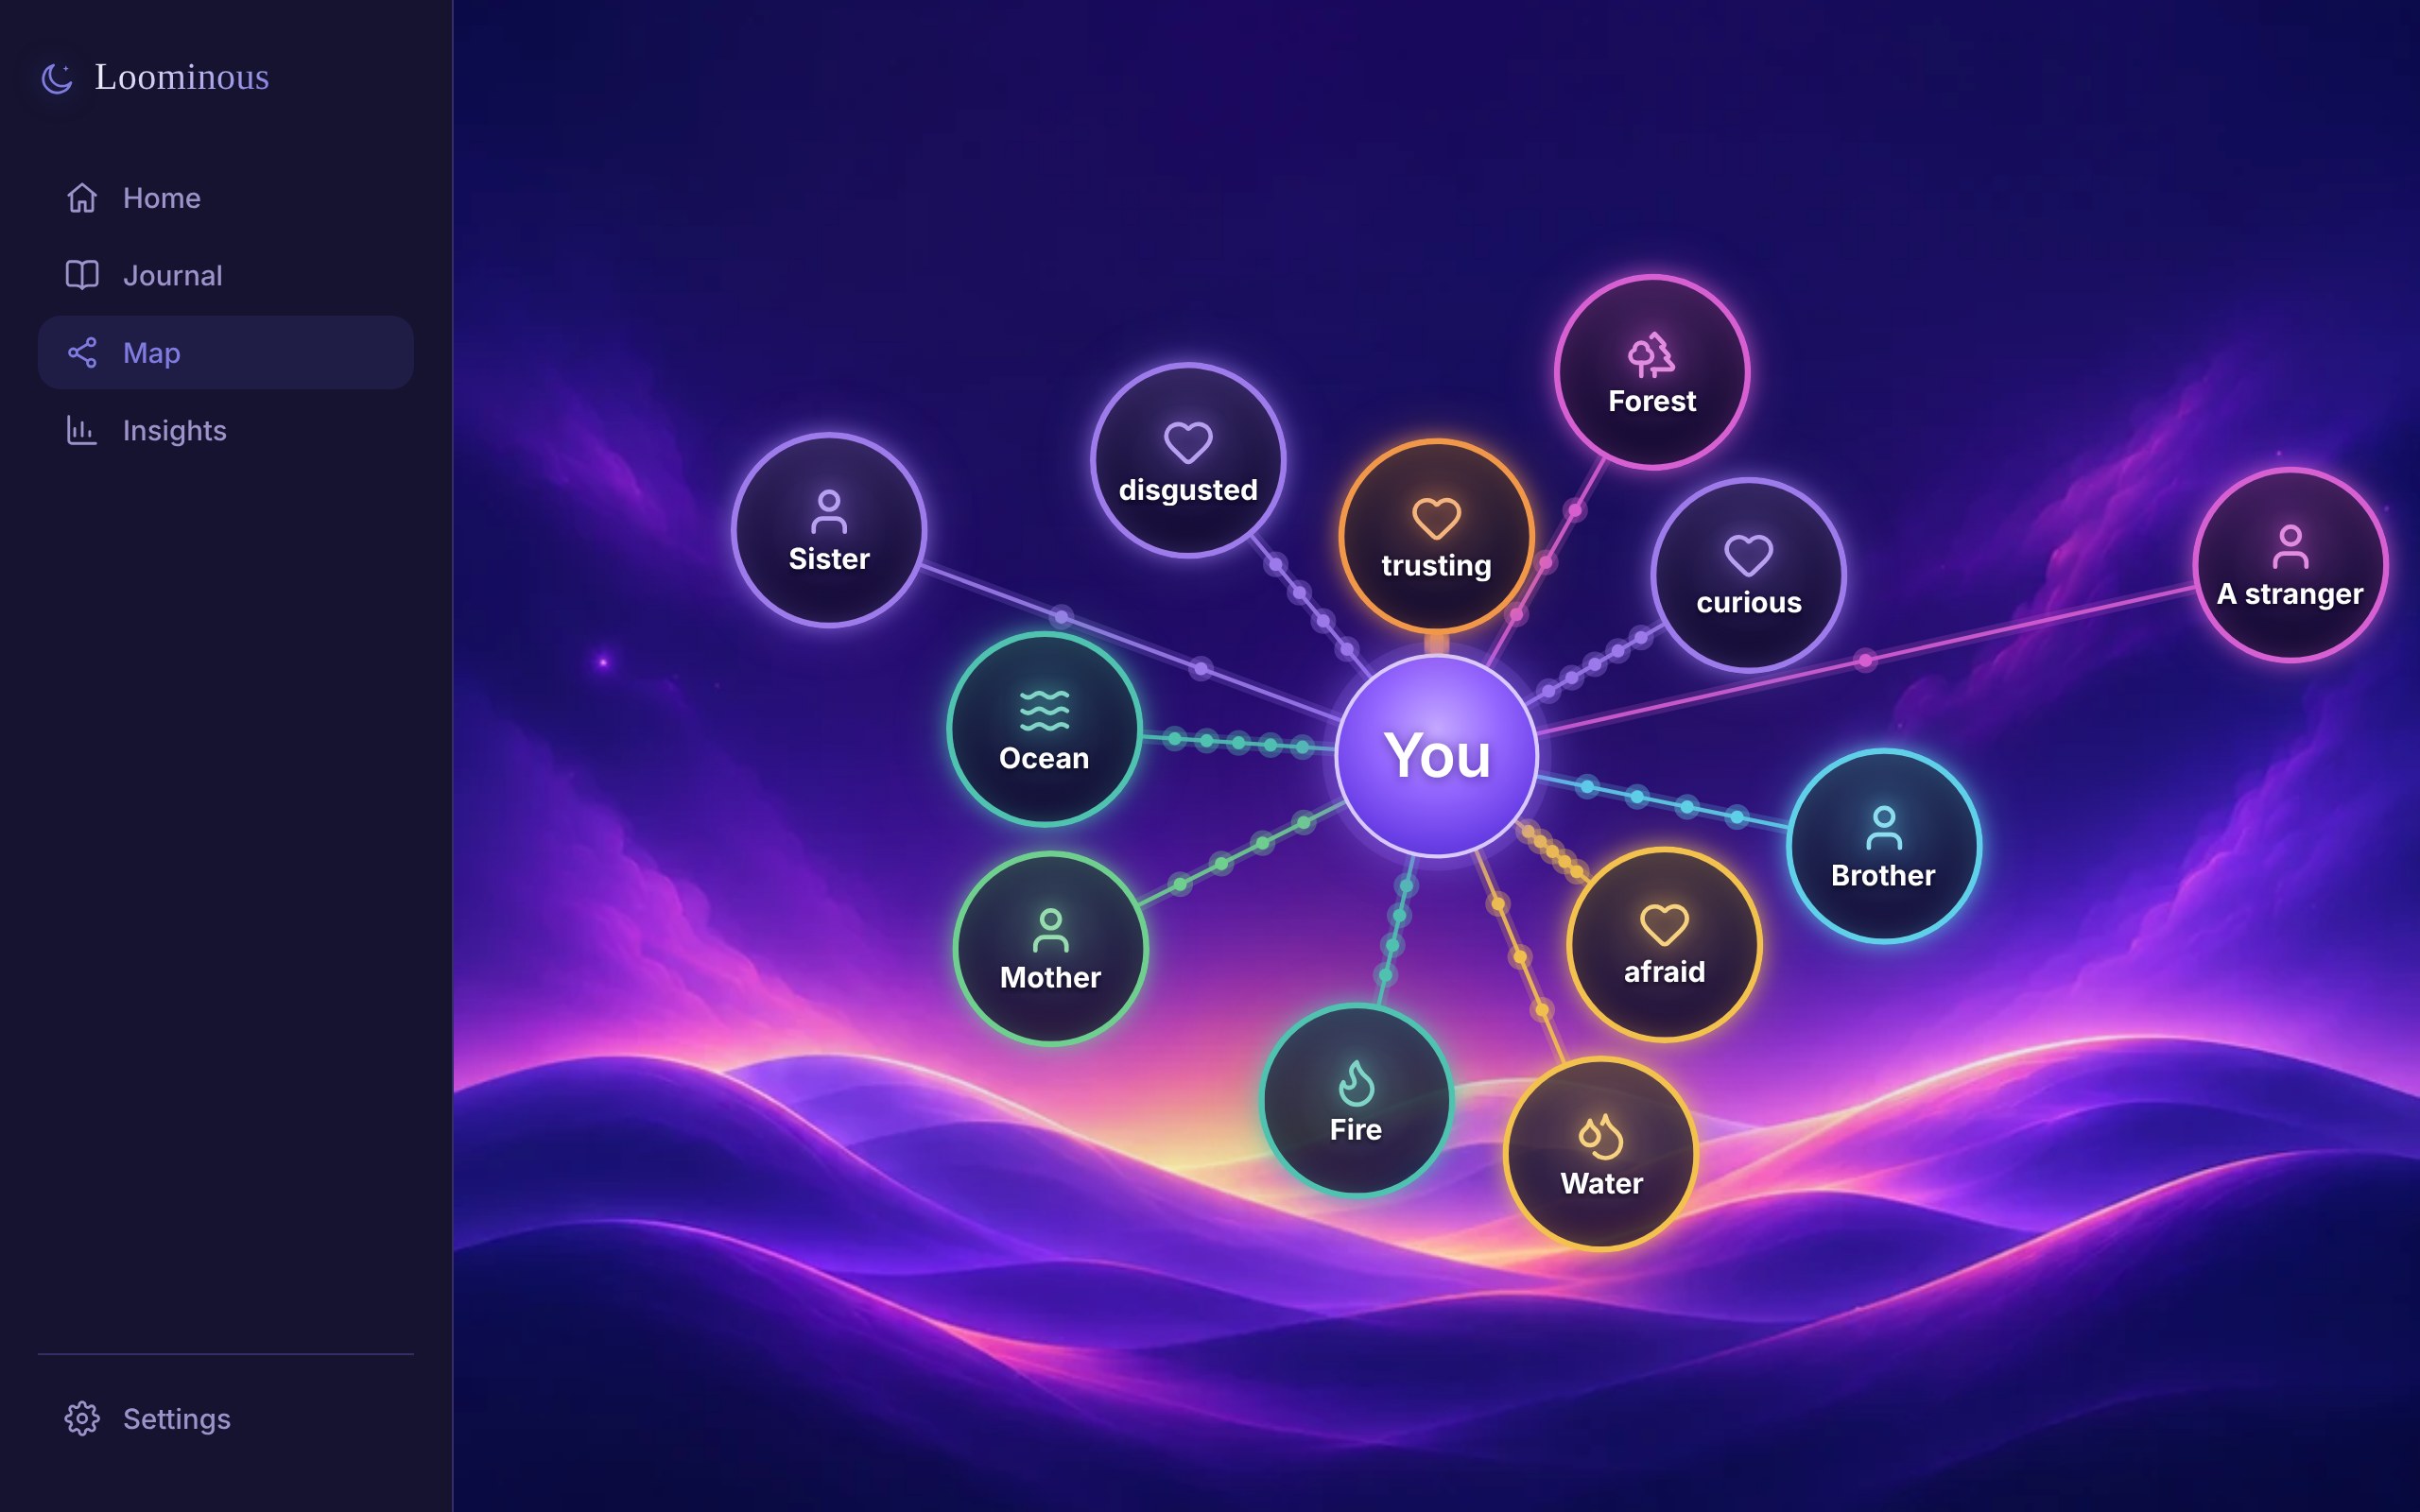 Loominous
Home
Journal
Map
Insights
Settings
Forest
disgusted
Sister
trusting
curious
A stranger
Ocean
You
Brother
Mother
afraid
Fire
Water